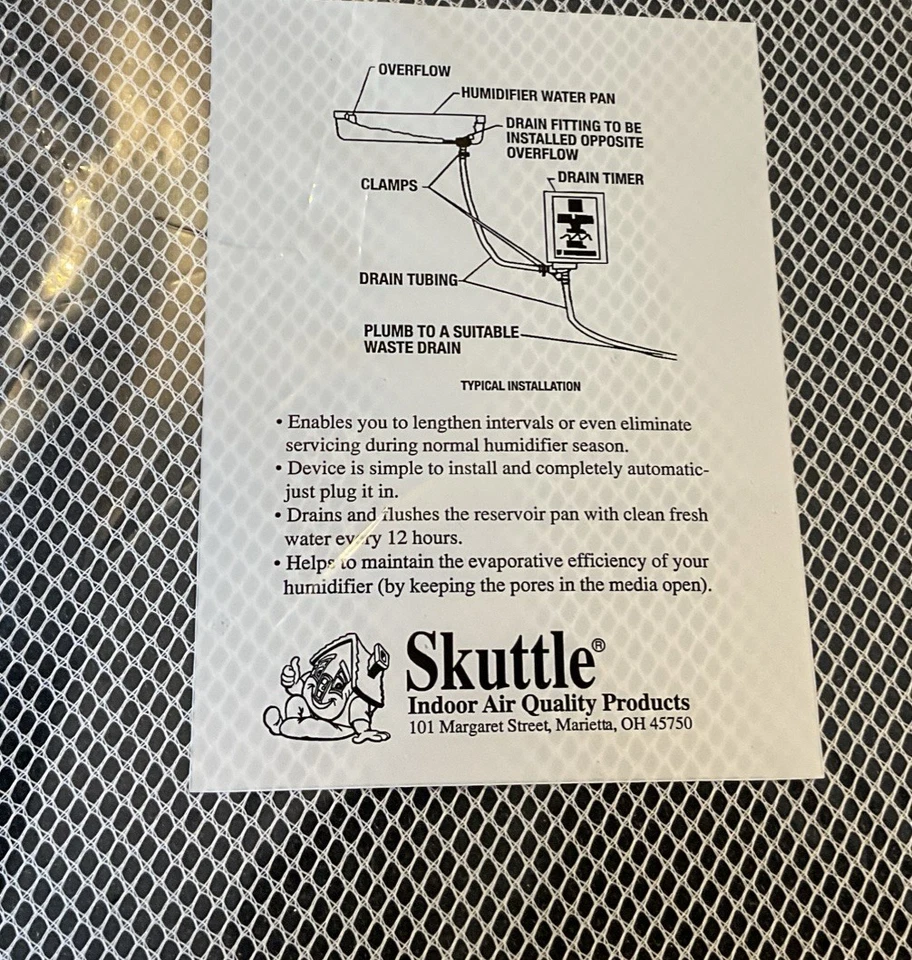 OVERFLOW
HUMIDIFIER WATER PAN
DRAIN FITTING TO BE
INSTALLED OPPOSITE
OVERFLOW
DRAIN TIMER
CLAMPS
DRAIN TUBING
PLUMB TO A SUITABLE
WASTE DRAIN
TYPICAL INSTALLATION
• Enables you to lengthen intervals or even eliminate
servicing during normal humidifier season.
• Device is simple to install and completely automatic-
just plug it in.
• Drains and flushes the reservoir pan with clean fresh
water every 12 hours.
• Helps to maintain the evaporative efficiency of your
humidifier (by keeping the pores in the media open).
Skuttle®
Indoor Air Quality Products
101 Margaret Street, Marietta, OH 45750